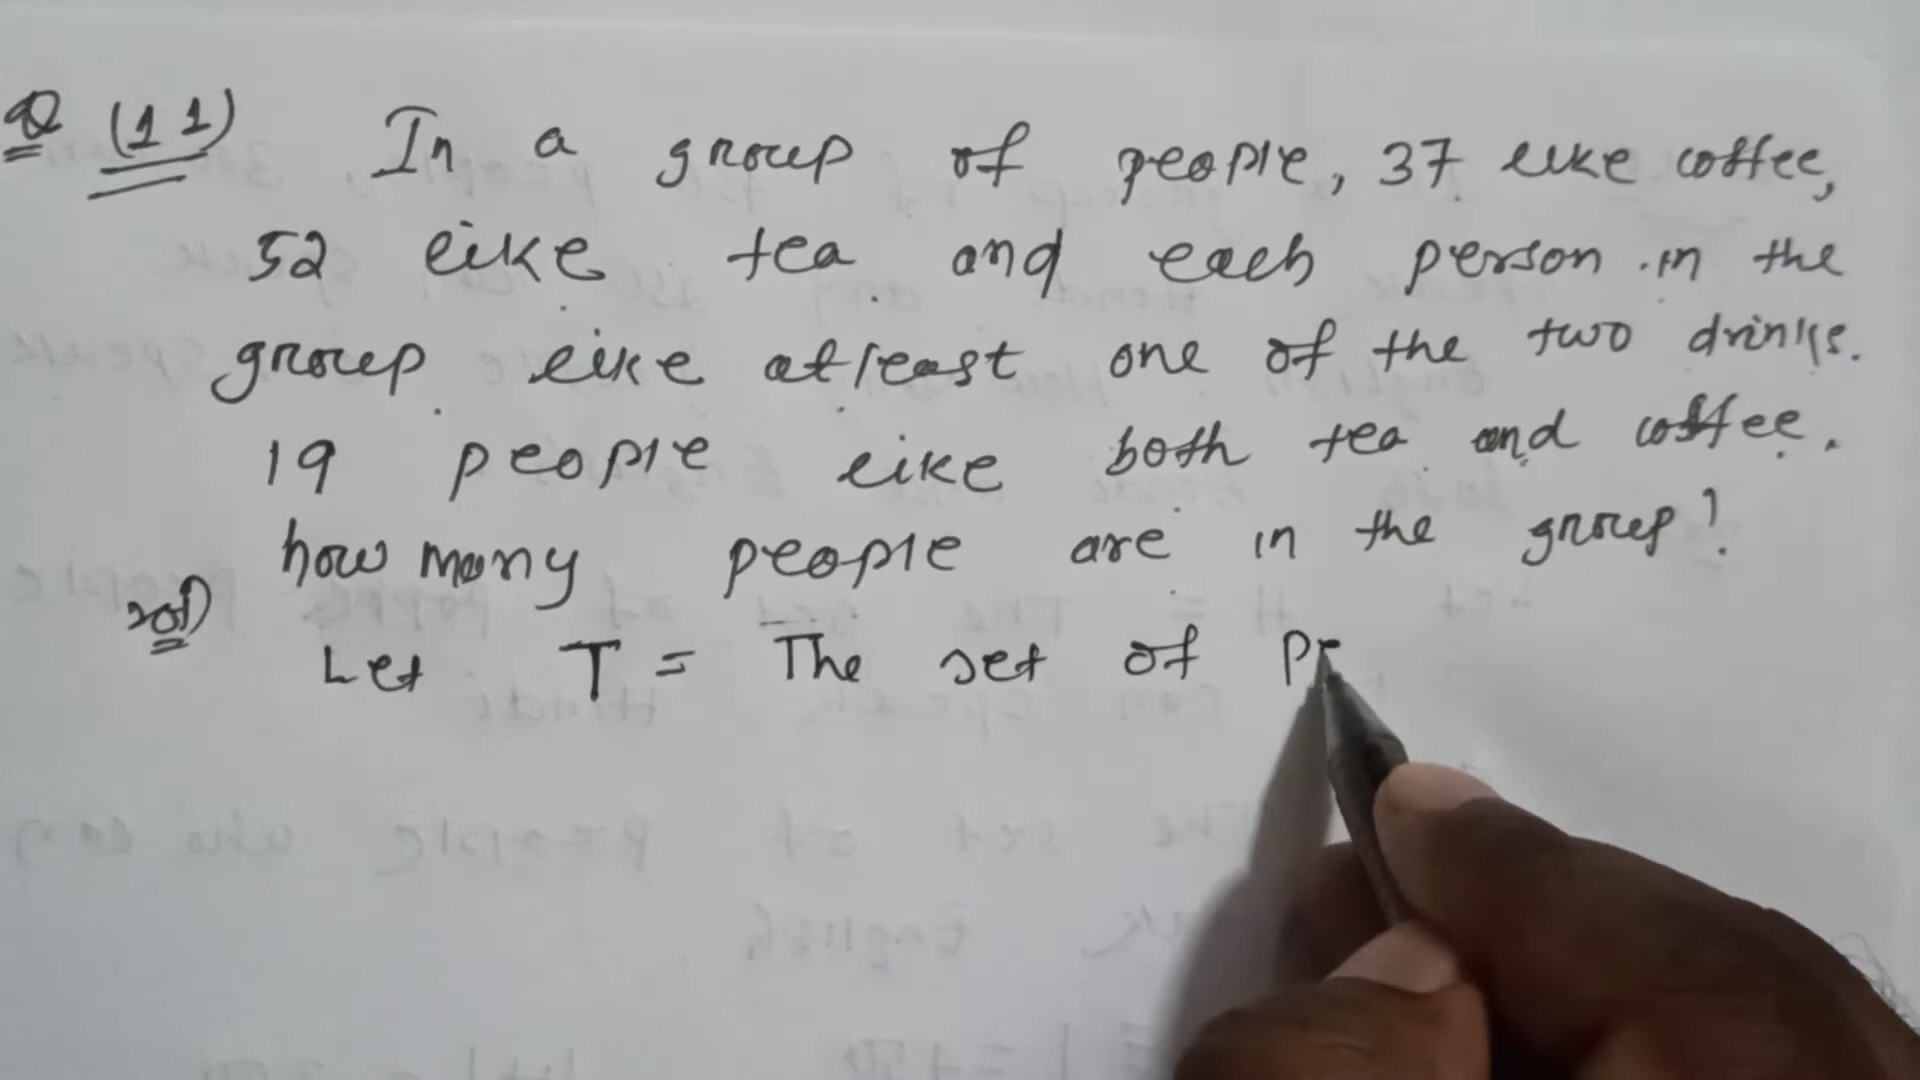 Q (11) In a group of people, 37 like coffee,
52 like tea and each person in the
group like atleast one of the two drinks.
19 people like both tea and coffee.
how many people are in the group?
Sol)
Let T = The set of Pe